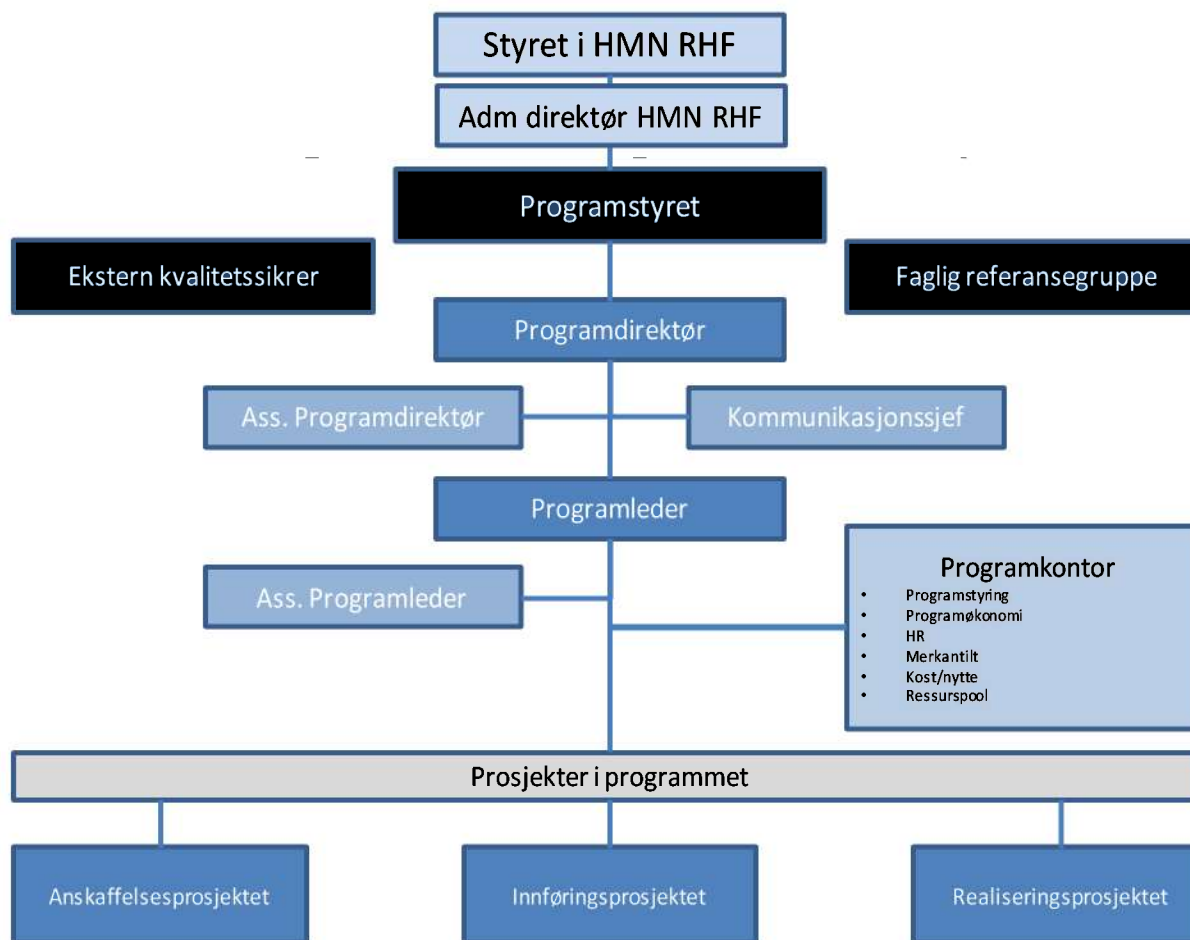 Styret i HMN RHF
Adm direktør HMN RHF
Programstyret
Ekstern kvalitetssikrer
Faglig referansegruppe
Programdirektør
Ass. Programdirektør
Kommunikasjonssjef
Programleder
Ass. Programleder
Programkontor
• Programstyring
• Programøkonomi
• HR
• Merkantilt
• Kost/nytte
• Ressurspool
Prosjekter i programmet
Anskaffelsesprosjektet
Innføringsprosjektet
Realiseringsprosjektet